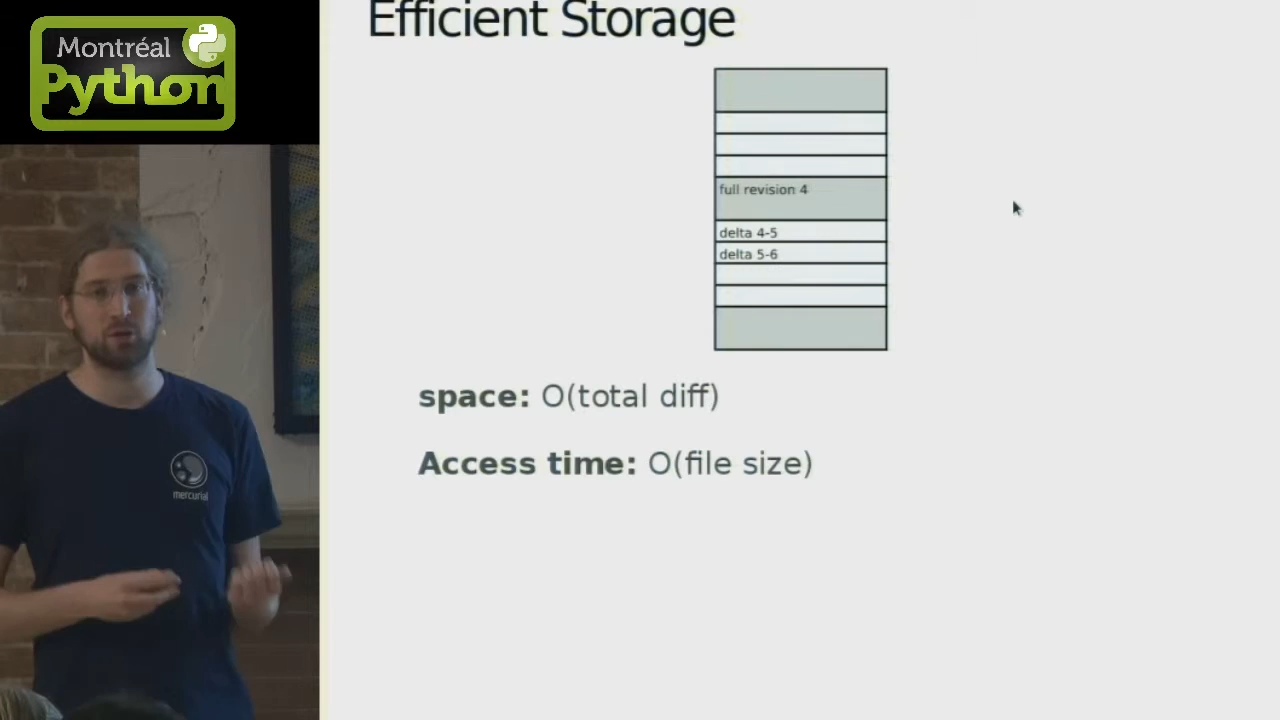 Montréal
Python
Efficient Storage
full revision 4
delta 4-5
delta 5-6
space: O(total diff)
Access time: O(file size)
mercurial